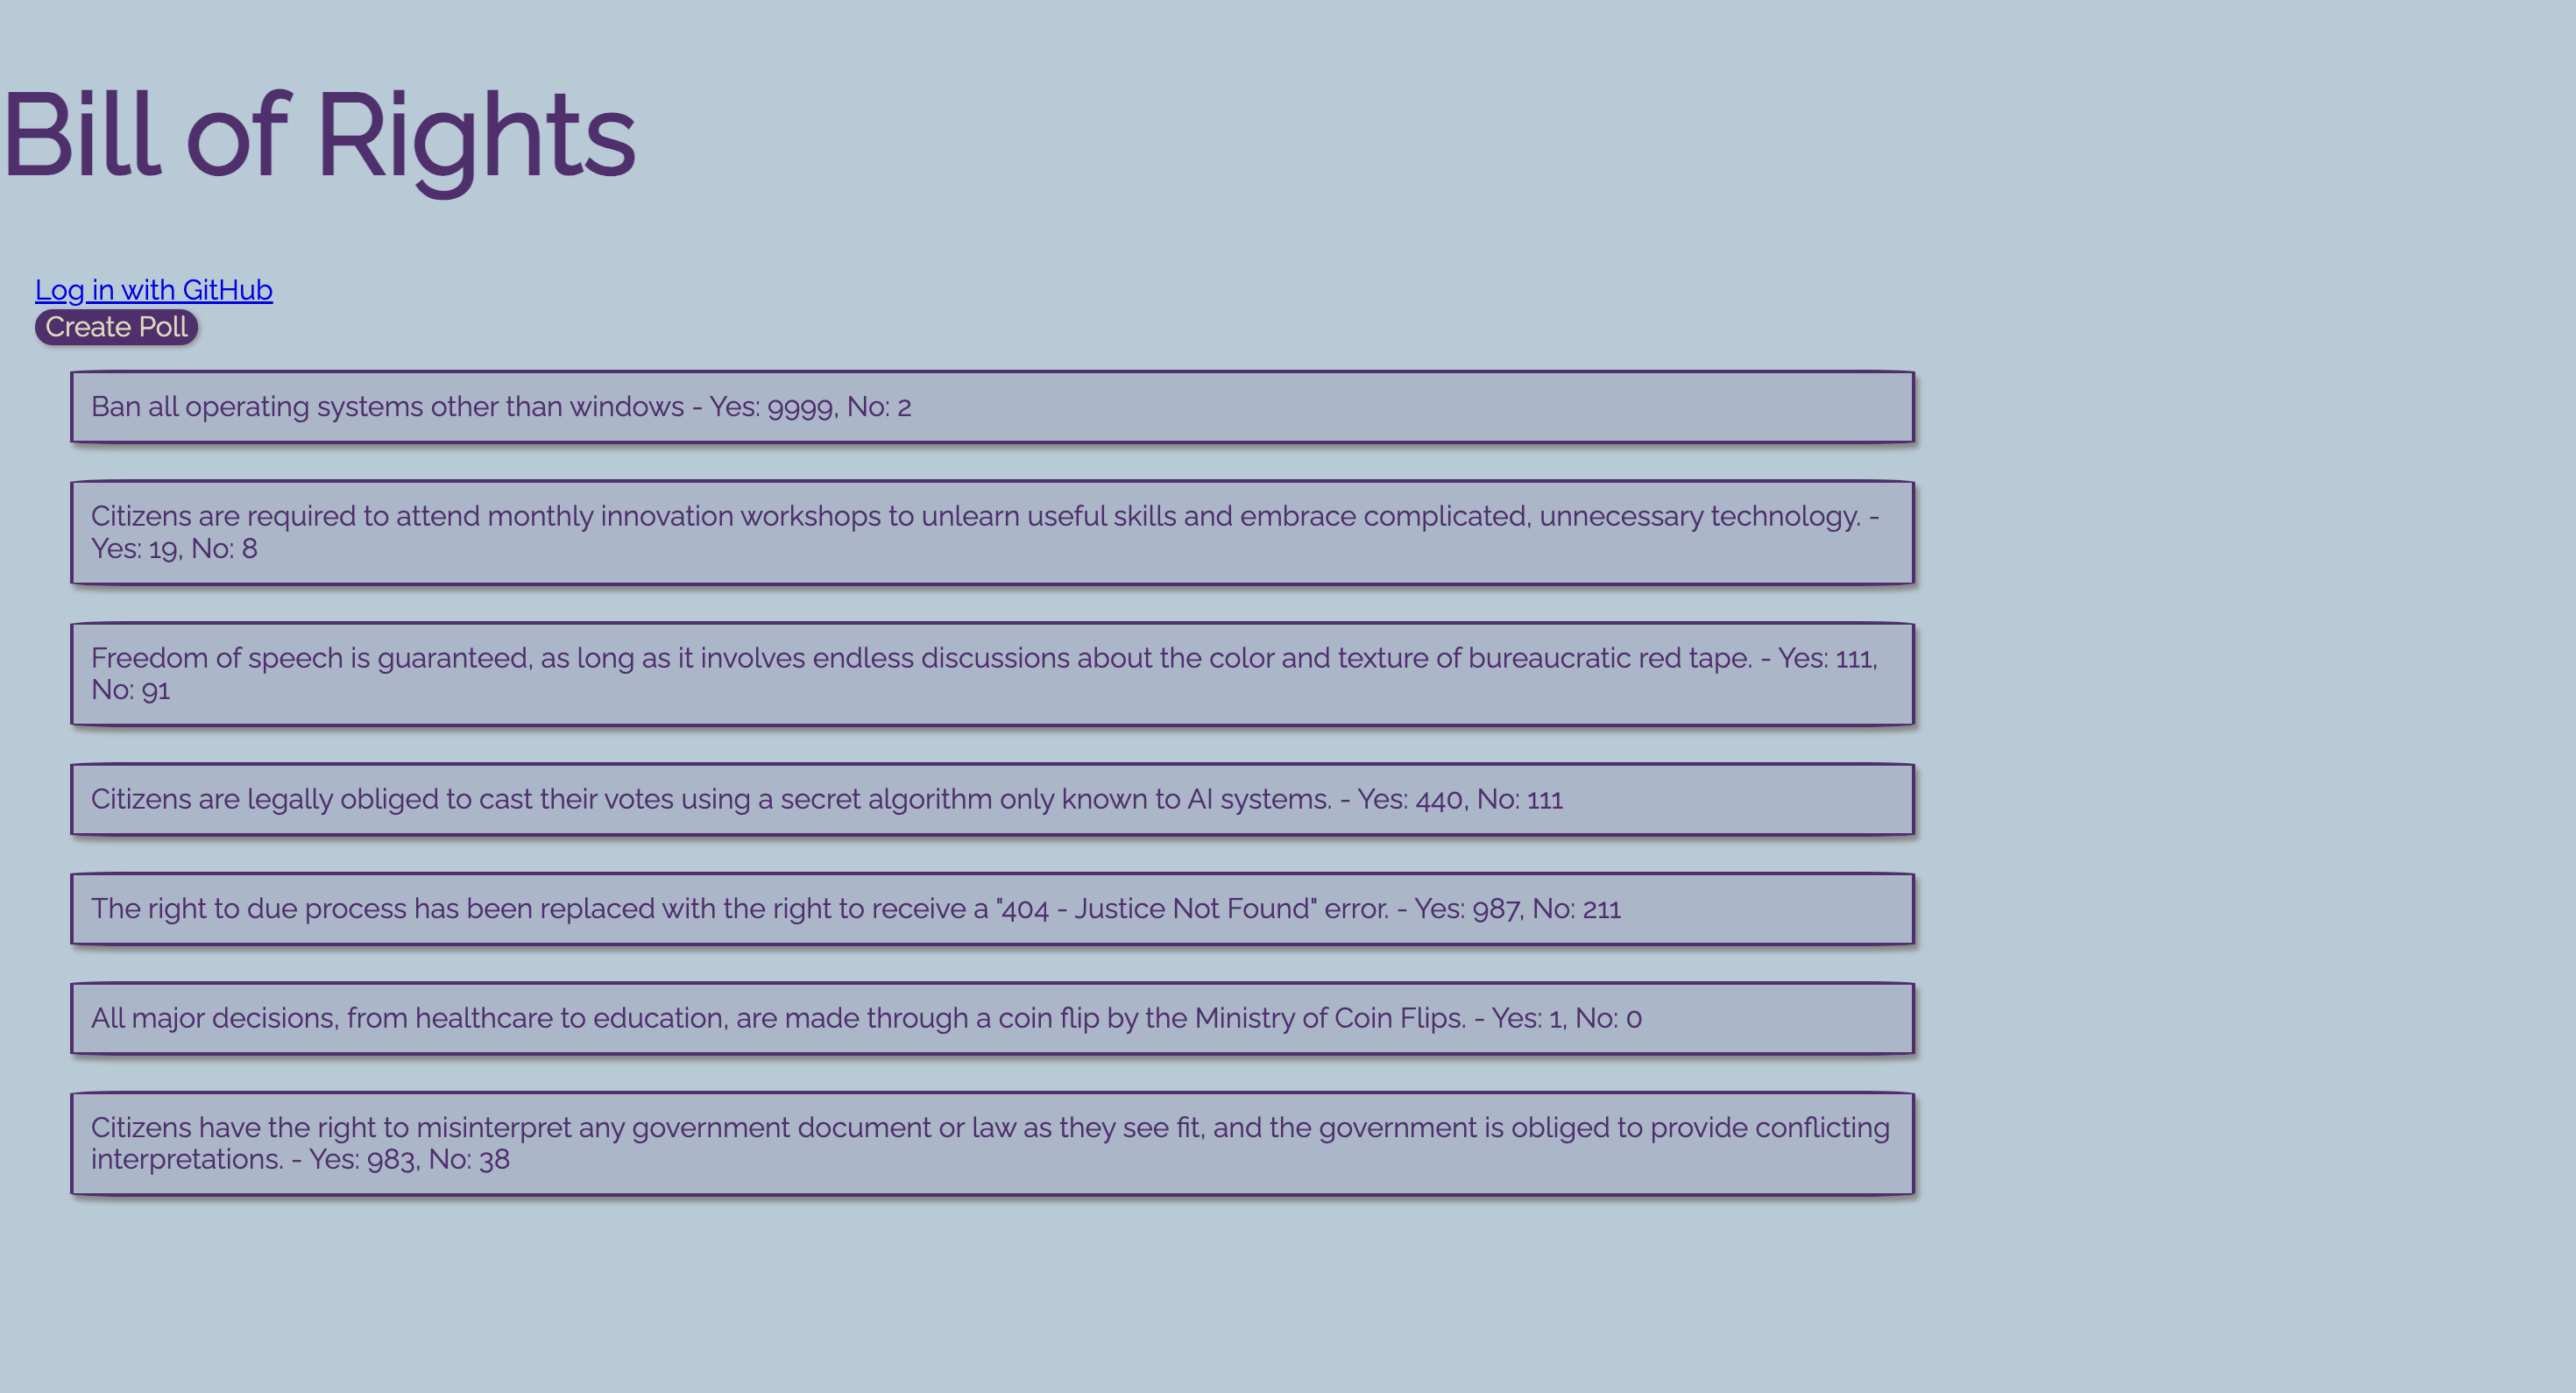 Bill of Rights
Log in with GitHub
Create Poll
Ban all operating systems other than windows - Yes: 9999, No: 2
Citizens are required to attend monthly innovation workshops to unlearn useful skills and embrace complicated, unnecessary technology. -
Yes: 19, No: 8
Freedom of speech is guaranteed, as long as it involves endless discussions about the color and texture of bureaucratic red tape. - Yes: 111,
No: 91
Citizens are legally obliged to cast their votes using a secret algorithm only known to AI systems. - Yes: 440, No: 111
The right to due process has been replaced with the right to receive a "404 - Justice Not Found" error. - Yes: 987, No: 211
All major decisions, from healthcare to education, are made through a coin flip by the Ministry of Coin Flips. - Yes: 1, No: 0
Citizens have the right to misinterpret any government document or law as they see fit, and the government is obliged to provide conflicting
interpretations. - Yes: 983, No: 38